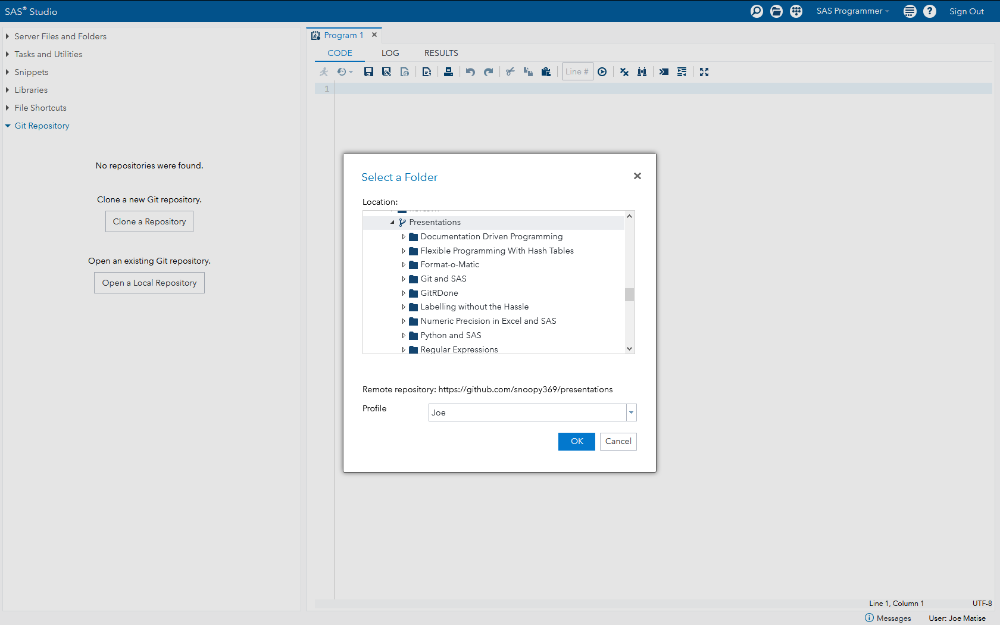 SAS® Studio
SAS Programmer
Sign Out
Server Files and Folders
Tasks and Utilities
Snippets
Libraries
File Shortcuts
Git Repository
No repositories were found.
Clone a new Git repository.
Clone a Repository
Open an existing Git repository.
Open a Local Repository
Program 1
CODE LOG RESULTS
Line #
1
Select a Folder
Location:
Presentations
Documentation Driven Programming
Flexible Programming With Hash Tables
Format-o-Matic
Git and SAS
GitRDone
Labelling without the Hassle
Numeric Precision in Excel and SAS
Python and SAS
Regular Expressions
Remote repository: https://github.com/snoopy369/presentations
Profile
Joe
OK
Cancel
Line 1, Column 1
UTF-8
Messages
User: Joe Matise